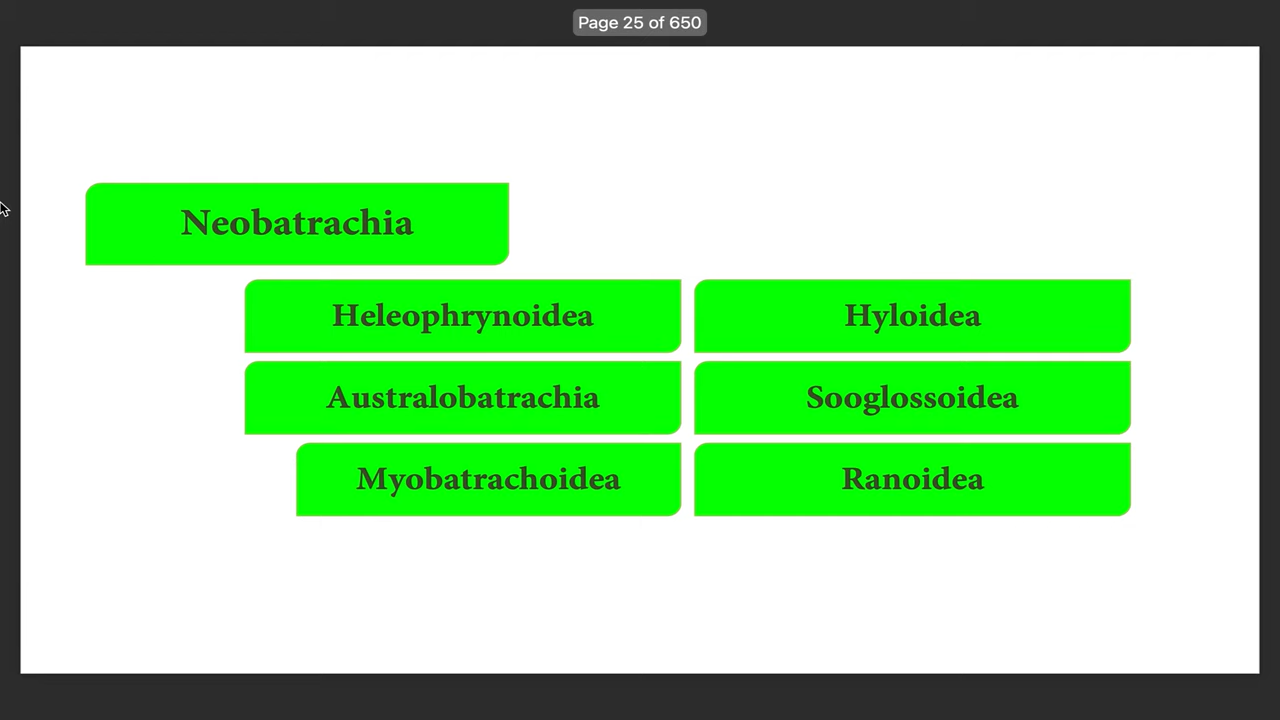 Page 25 of 650
Neobatrachia
Heleophrynoidea
Hyloidea
Australobatrachia
Sooglossoidea
Myobatrachoidea
Ranoidea